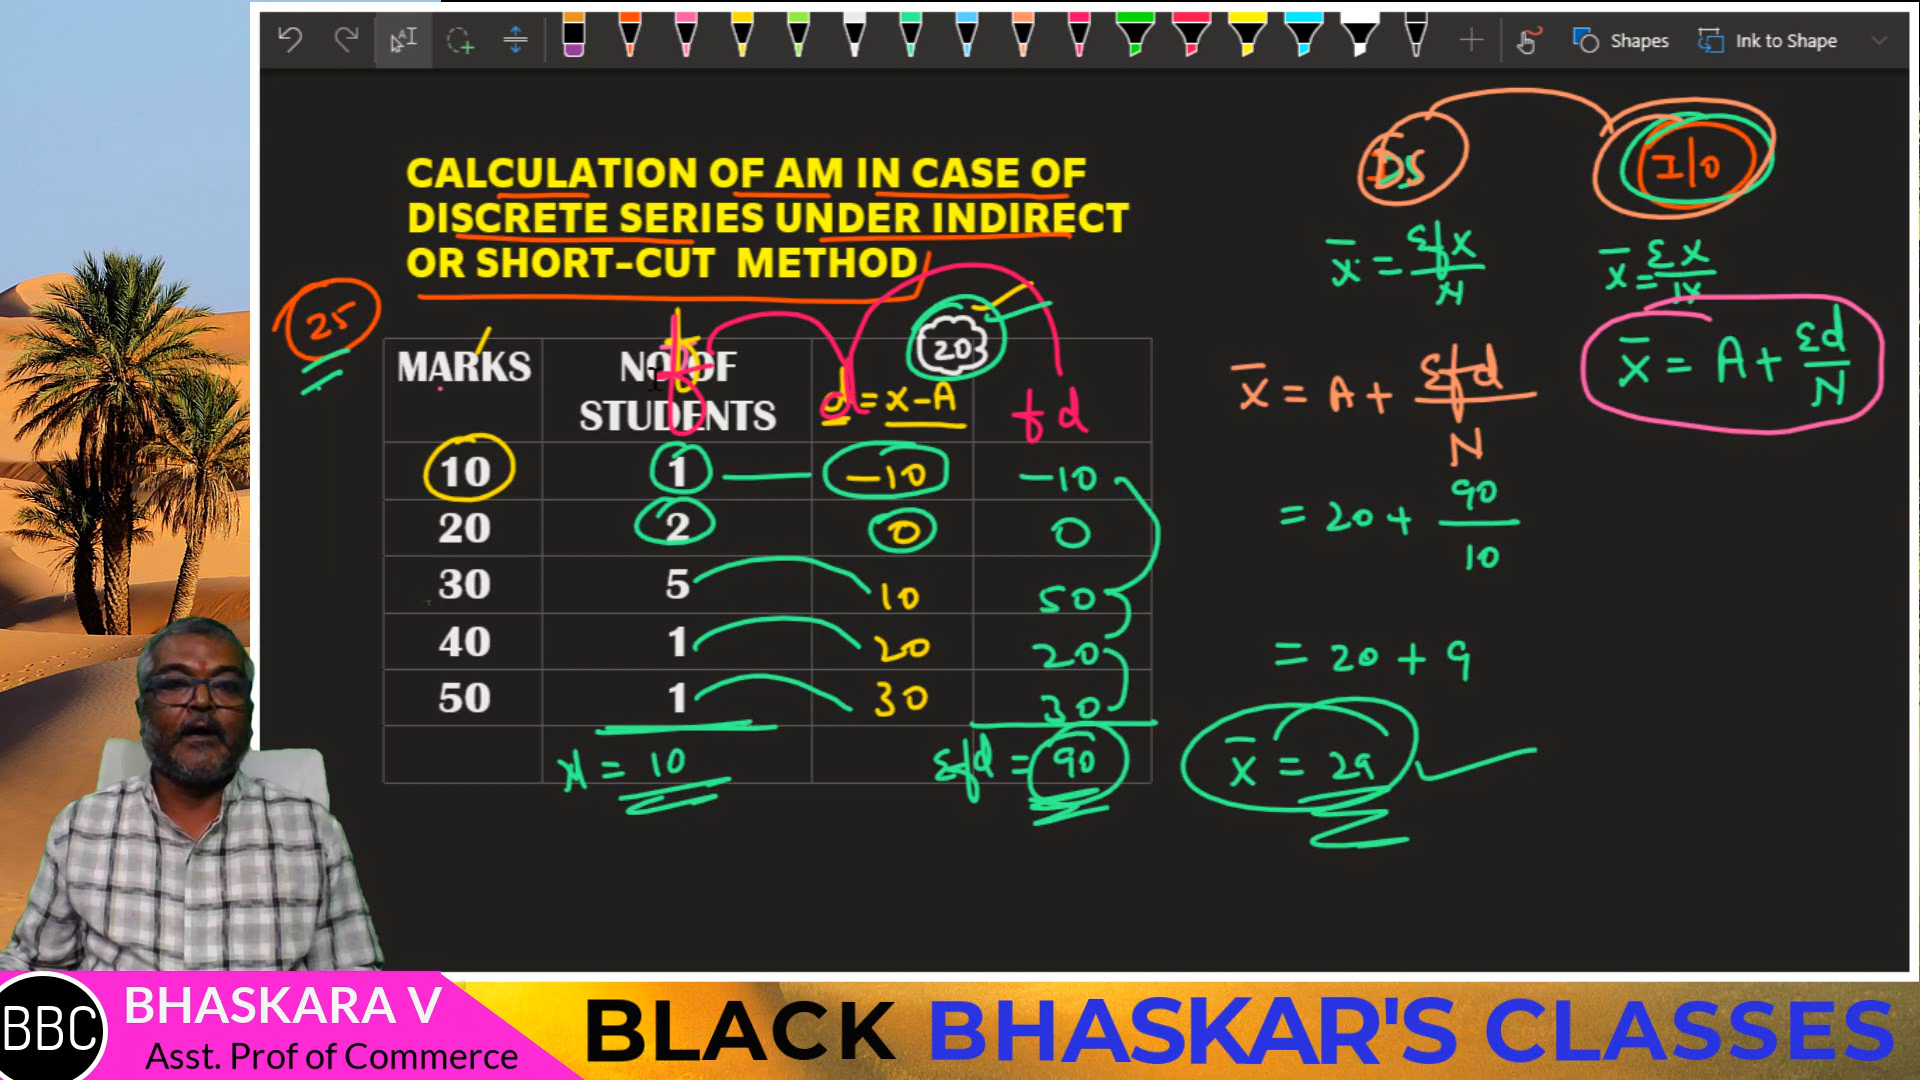 Shapes
Ink to Shape
CALCULATION OF AM IN CASE OF
DISCRETE SERIES UNDER INDIRECT
OR SHORT-CUT METHOD
25
20
MARKS
NO OF
STUDENTS
f
d = x - A
fd
10 1 -10 -10
20 2 0 0
30 5 10 50
40 1 20 20
50 1 30 30
N = 10
Σfd = 90
DS
I/O
x̄ = Σfx/N
x̄ = Σx/N
x̄ = A + Σfd/N
x̄ = A + Σd/N
= 20 + 90/10
= 20 + 9
x̄ = 29
BBC
BHASKARA V
Asst. Prof of Commerce
BLACK BHASKAR'S CLASSES